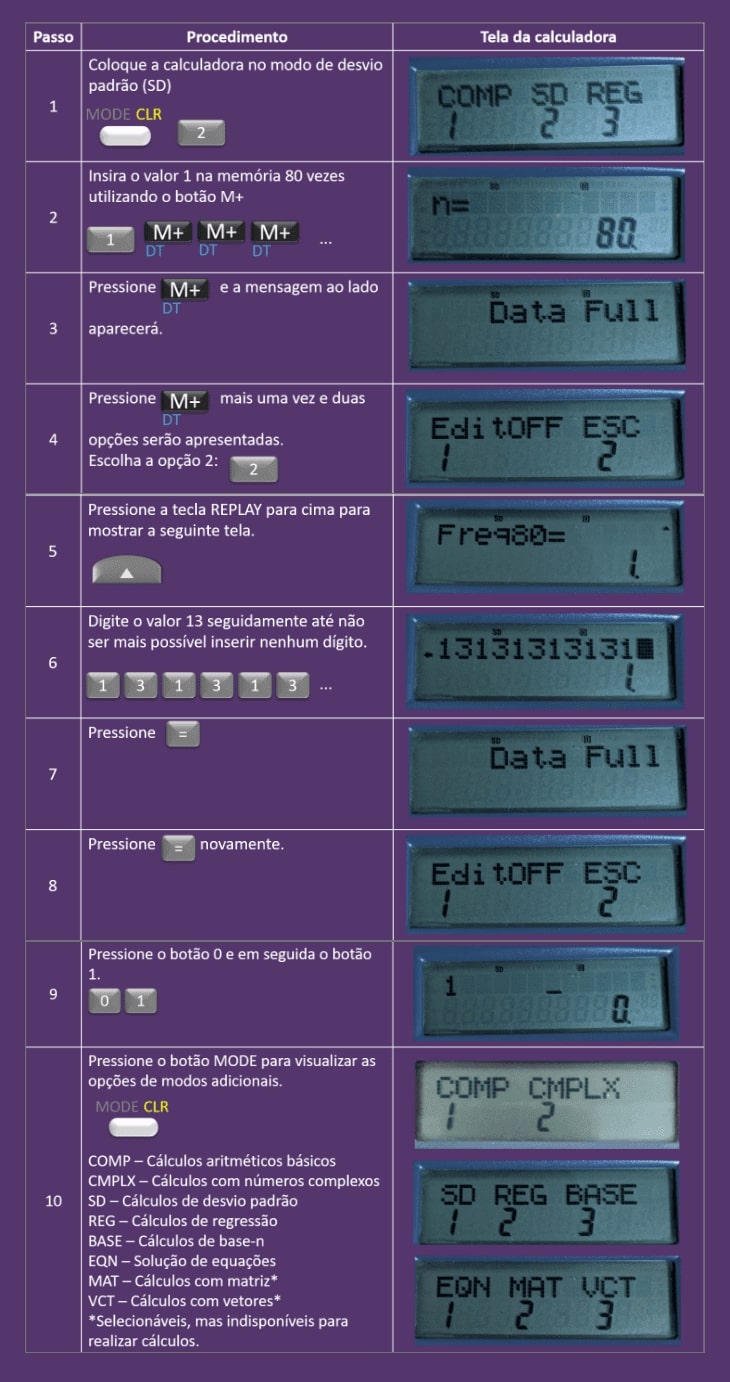 Passo Procedimento Tela da calculadora
1
Coloque a calculadora no modo de desvio
padrão (SD)
MODE CLR
2
COMP SD REG
1 2 3
2
Insira o valor 1 na memória 80 vezes
utilizando o botão M+
1 M+ M+ M+ ...
DT DT DT
SD D
n=
80.
3
Pressione M+ e a mensagem ao lado
DT
aparecerá.
SD D
Data Full
4
Pressione M+ mais uma vez e duas
DT
opções serão apresentadas.
Escolha a opção 2: 2
EditOFF ESC
1 2
5
Pressione a tecla REPLAY para cima para
mostrar a seguinte tela.
SD D
Freq80=
1.
6
Digite o valor 13 seguidamente até não
ser mais possível inserir nenhum dígito.
1 3 1 3 1 3 ...
SD D
.13131313131
1.
7
Pressione =
SD D
Data Full
8
Pressione = novamente.
EditOFF ESC
1 2
9
Pressione o botão 0 e em seguida o botão
1.
0 1
SD D
1 _
0.
10
Pressione o botão MODE para visualizar as
opções de modos adicionais.
MODE CLR
COMP – Cálculos aritméticos básicos
CMPLX – Cálculos com números complexos
SD – Cálculos de desvio padrão
REG – Cálculos de regressão
BASE – Cálculos de base-n
EQN – Solução de equações
MAT – Cálculos com matriz*
VCT – Cálculos com vetores*
*Selecionáveis, mas indisponíveis para
realizar cálculos.
COMP CMPLX
1 2
SD REG BASE
1 2 3
EQN MAT VCT
1 2 3